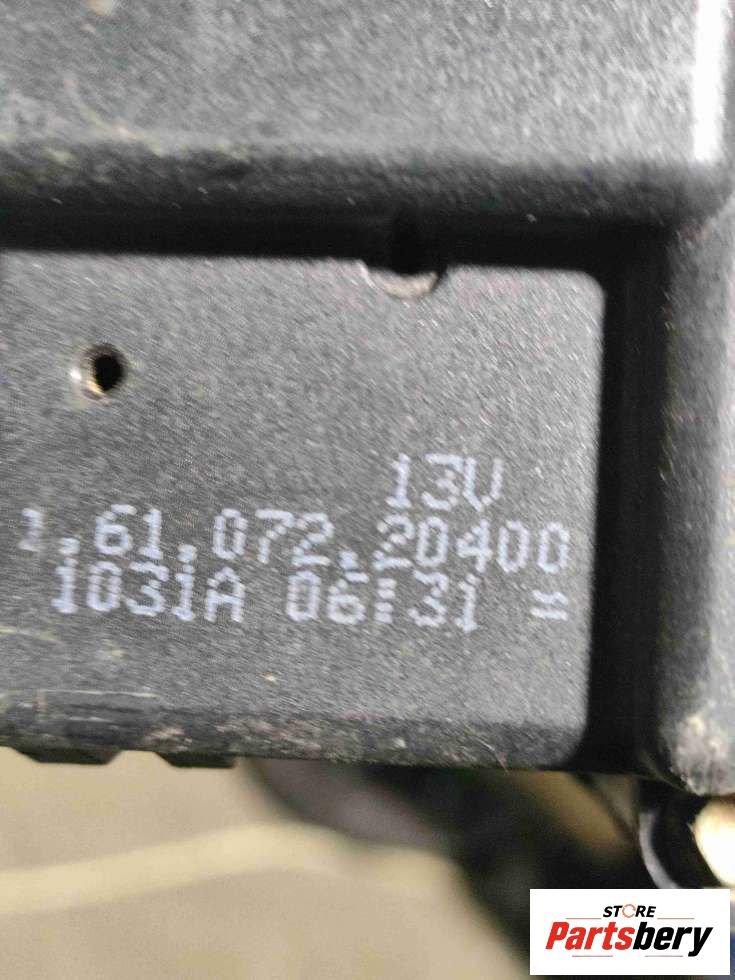 13V
1.61.072.20400
1031A 06:31 =
STORE
Partsbery